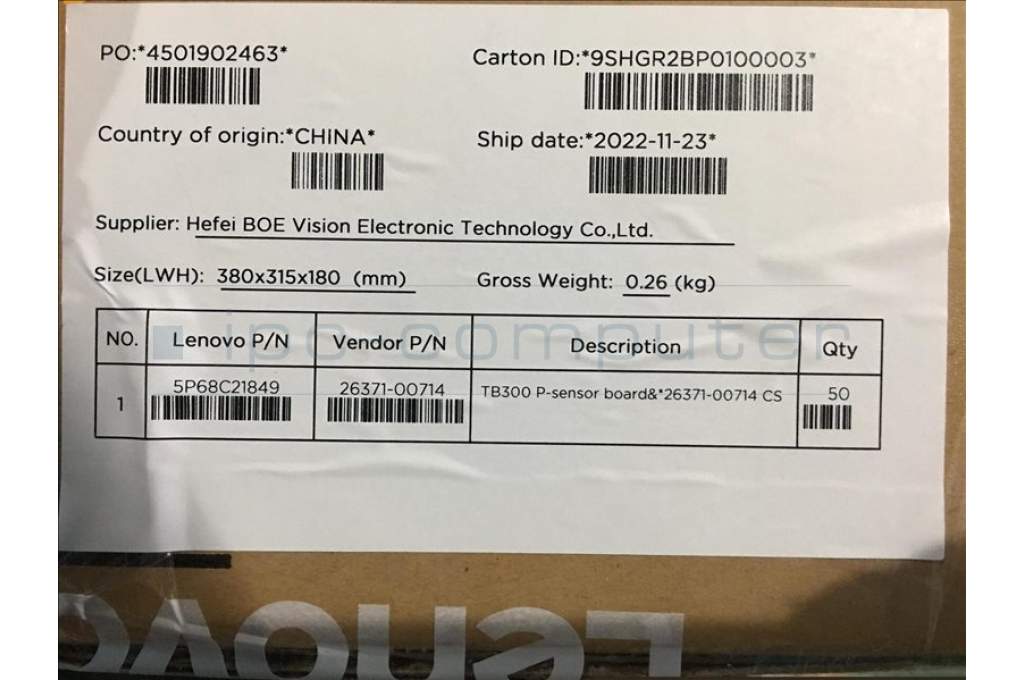 PO:*4501902463*
Carton ID:*9SHGR2BP0100003*
Country of origin:*CHINA*
Ship date:*2022-11-23*
Supplier: Hefei BOE Vision Electronic Technology Co.,Ltd.
Size(LWH): 380x315x180 (mm)
Gross Weight: 0.26 (kg)
ipc-computer
NO. Lenovo P/N Vendor P/N Description Qty
1 5P68C21849 26371-00714 TB300 P-sensor board&*26371-00714 CS 50
Lenovo